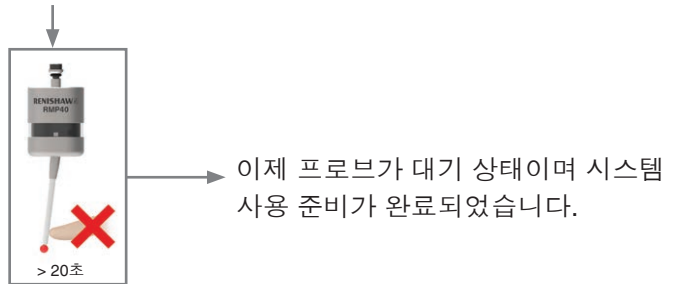 RENISHAW
RMP40
이제 프로브가 대기 상태이며 시스템
사용 준비가 완료되었습니다.
> 20초